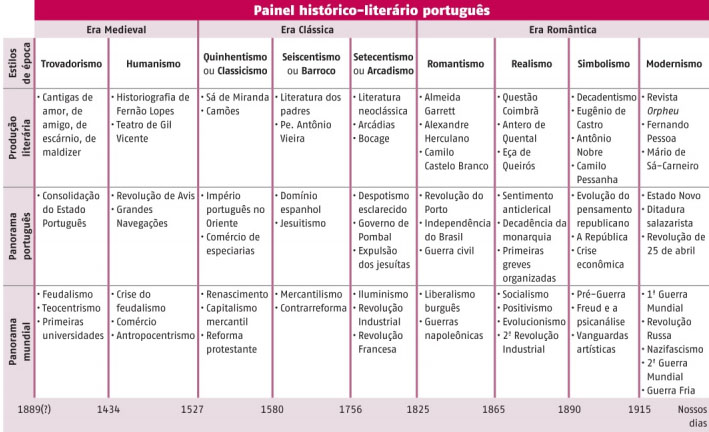 Painel histórico-literário português
Era Medieval
Era Clássica
Era Romântica
Estilos
de época
Trovadorismo
Humanismo
Quinhentismo
ou Classicismo
Seiscentismo
ou Barroco
Setecentismo
ou Arcadismo
Romantismo
Realismo
Simbolismo
Modernismo
Produção
literária
• Cantigas de
amor, de
amigo, de
escárnio, de
maldizer
• Historiografia de
Fernão Lopes
• Teatro de Gil
Vicente
• Sá de Miranda
• Camões
• Literatura dos
padres
• Pe. Antônio
Vieira
• Literatura
neoclássica
• Arcádias
• Bocage
• Almeida
Garrett
• Alexandre
Herculano
• Camilo
Castelo Branco
• Questão
Coimbrã
• Antero de
Quental
• Eça de
Queirós
• Decadentismo
• Eugênio de
Castro
• Antônio
Nobre
• Camilo
Pessanha
• Revista
Orpheu
• Fernando
Pessoa
• Mário de
Sá-Carneiro
Panorama
português
• Consolidação
do Estado
Português
• Revolução de Avis
• Grandes
Navegações
• Império
português no
Oriente
• Comércio de
especiarias
• Domínio
espanhol
• Jesuitismo
• Despotismo
esclarecido
• Governo de
Pombal
• Expulsão
dos jesuítas
• Revolução do
Porto
• Independência
do Brasil
• Guerra civil
• Sentimento
anticlerical
• Decadência da
monarquia
• Primeiras
greves
organizadas
• Evolução do
pensamento
republicano
• A República
• Crise
econômica
• Estado Novo
• Ditadura
salazarista
• Revolução de
25 de abril
Panorama
mundial
• Feudalismo
• Teocentrismo
• Primeiras
universidades
• Crise do
feudalismo
• Comércio
• Antropocentrismo
• Renascimento
• Capitalismo
mercantil
• Reforma
protestante
• Mercantilismo
• Contrarreforma
• Iluminismo
• Revolução
Industrial
• Revolução
Francesa
• Liberalismo
burguês
• Guerras
napoleônicas
• Socialismo
• Positivismo
• Evolucionismo
• 2ª Revolução
Industrial
• Pré-Guerra
• Freud e a
psicanálise
• Vanguardas
artísticas
• 1ª Guerra
Mundial
• Revolução
Russa
• Nazifascismo
• 2ª Guerra
Mundial
• Guerra Fria
1889(?)
1434
1527
1580
1756
1825
1865
1890
1915
Nossos
dias